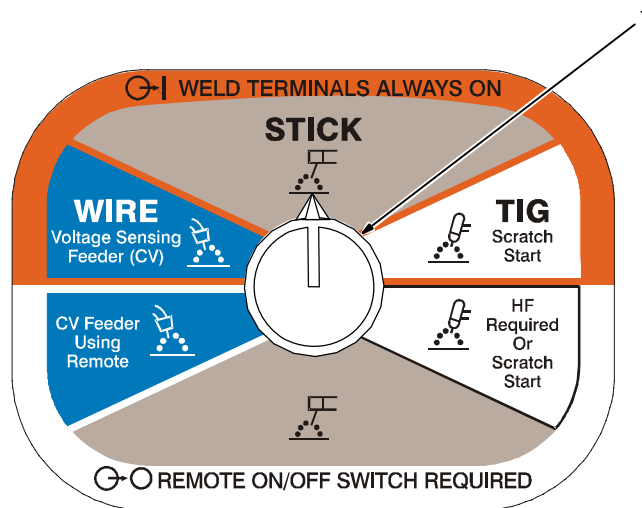 WELD TERMINALS ALWAYS ON
STICK
WIRE
Voltage Sensing
Feeder (CV)
TIG
Scratch
Start
CV Feeder
Using
Remote
HF
Required
Or
Scratch
Start
REMOTE ON/OFF SWITCH REQUIRED